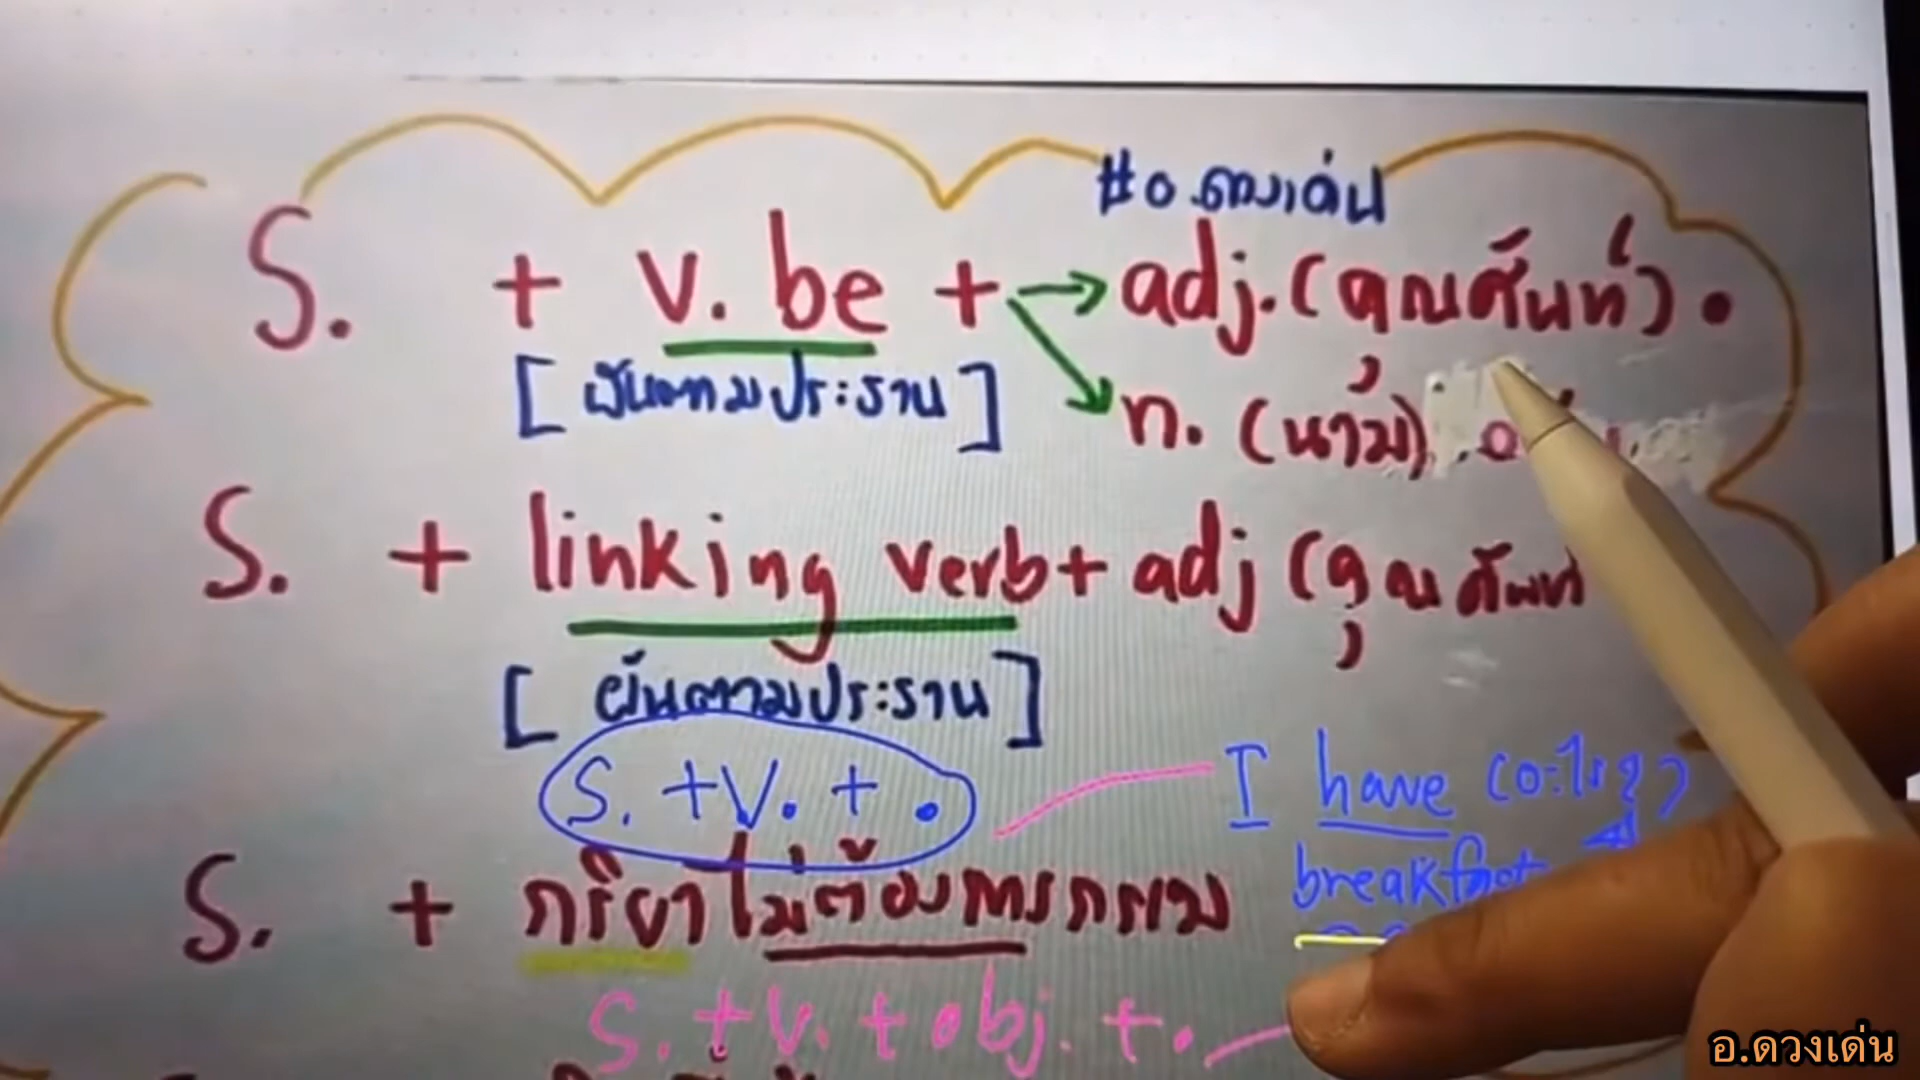 #อ.ดวงเด่น
S. + v. be + → adj. (คุณศัพท์).
[ผันตามประธาน] n. (นาม)
S. + linking verb + adj (คุณศัพท์
[ผันตามประธาน]
S. + V. + .
I have (อะไร?)
breakfast
S. + กริยาไม่ต้องการกรรม
S. + V. + obj. + .
อ.ดวงเด่น